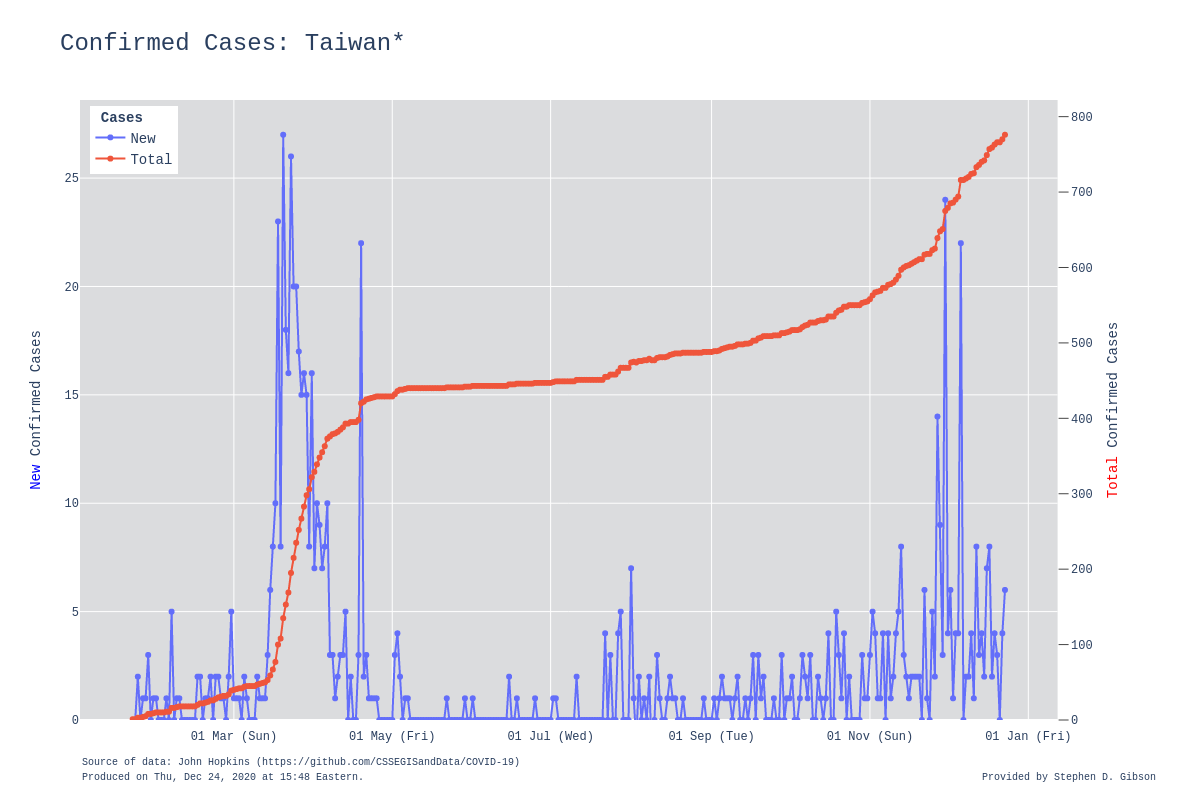 Confirmed Cases: Taiwan*
Cases
New
Total
25
20
15
10
5
0
New Confirmed Cases
800
700
600
500
400
300
200
100
0
Total Confirmed Cases
01 Mar (Sun)
01 May (Fri)
01 Jul (Wed)
01 Sep (Tue)
01 Nov (Sun)
01 Jan (Fri)
Source of data: John Hopkins (https://github.com/CSSEGISandData/COVID-19)
Produced on Thu, Dec 24, 2020 at 15:48 Eastern.
Provided by Stephen D. Gibson